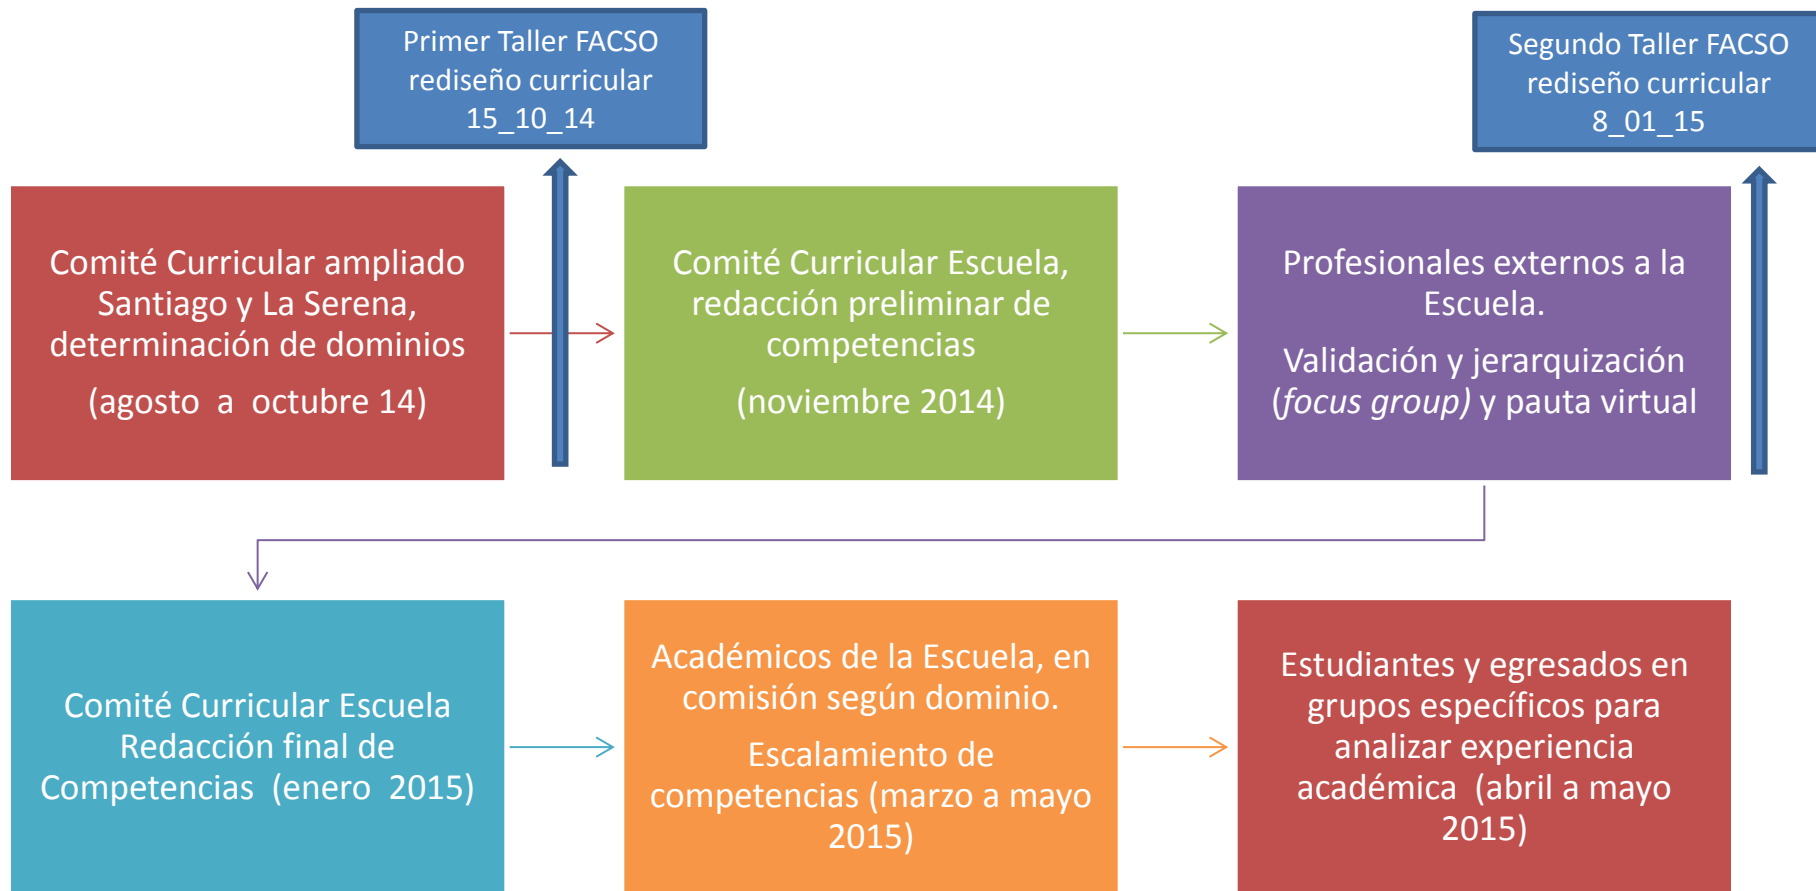 Primer Taller FACSO
rediseño curricular
15_10_14
Segundo Taller FACSO
rediseño curricular
8_01_15
Comité Curricular ampliado
Santiago y La Serena,
determinación de dominios
(agosto a octubre 14)
Comité Curricular Escuela,
redacción preliminar de
competencias
(noviembre 2014)
Profesionales externos a la
Escuela.
Validación y jerarquización
(focus group) y pauta virtual
Comité Curricular Escuela
Redacción final de
Competencias (enero 2015)
Académicos de la Escuela, en
comisión según dominio.
Escalamiento de
competencias (marzo a mayo
2015)
Estudiantes y egresados en
grupos específicos para
analizar experiencia
académica (abril a mayo
2015)